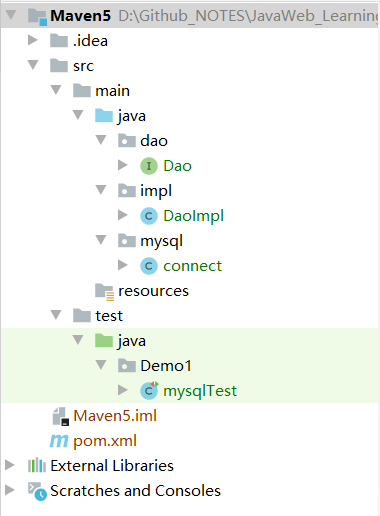 Maven5 D:\Github_NOTES\JavaWeb_Learning
.idea
src
main
java
dao
Dao
impl
DaoImpl
mysql
connect
resources
test
java
Demo1
mysqlTest
Maven5.iml
pom.xml
External Libraries
Scratches and Consoles